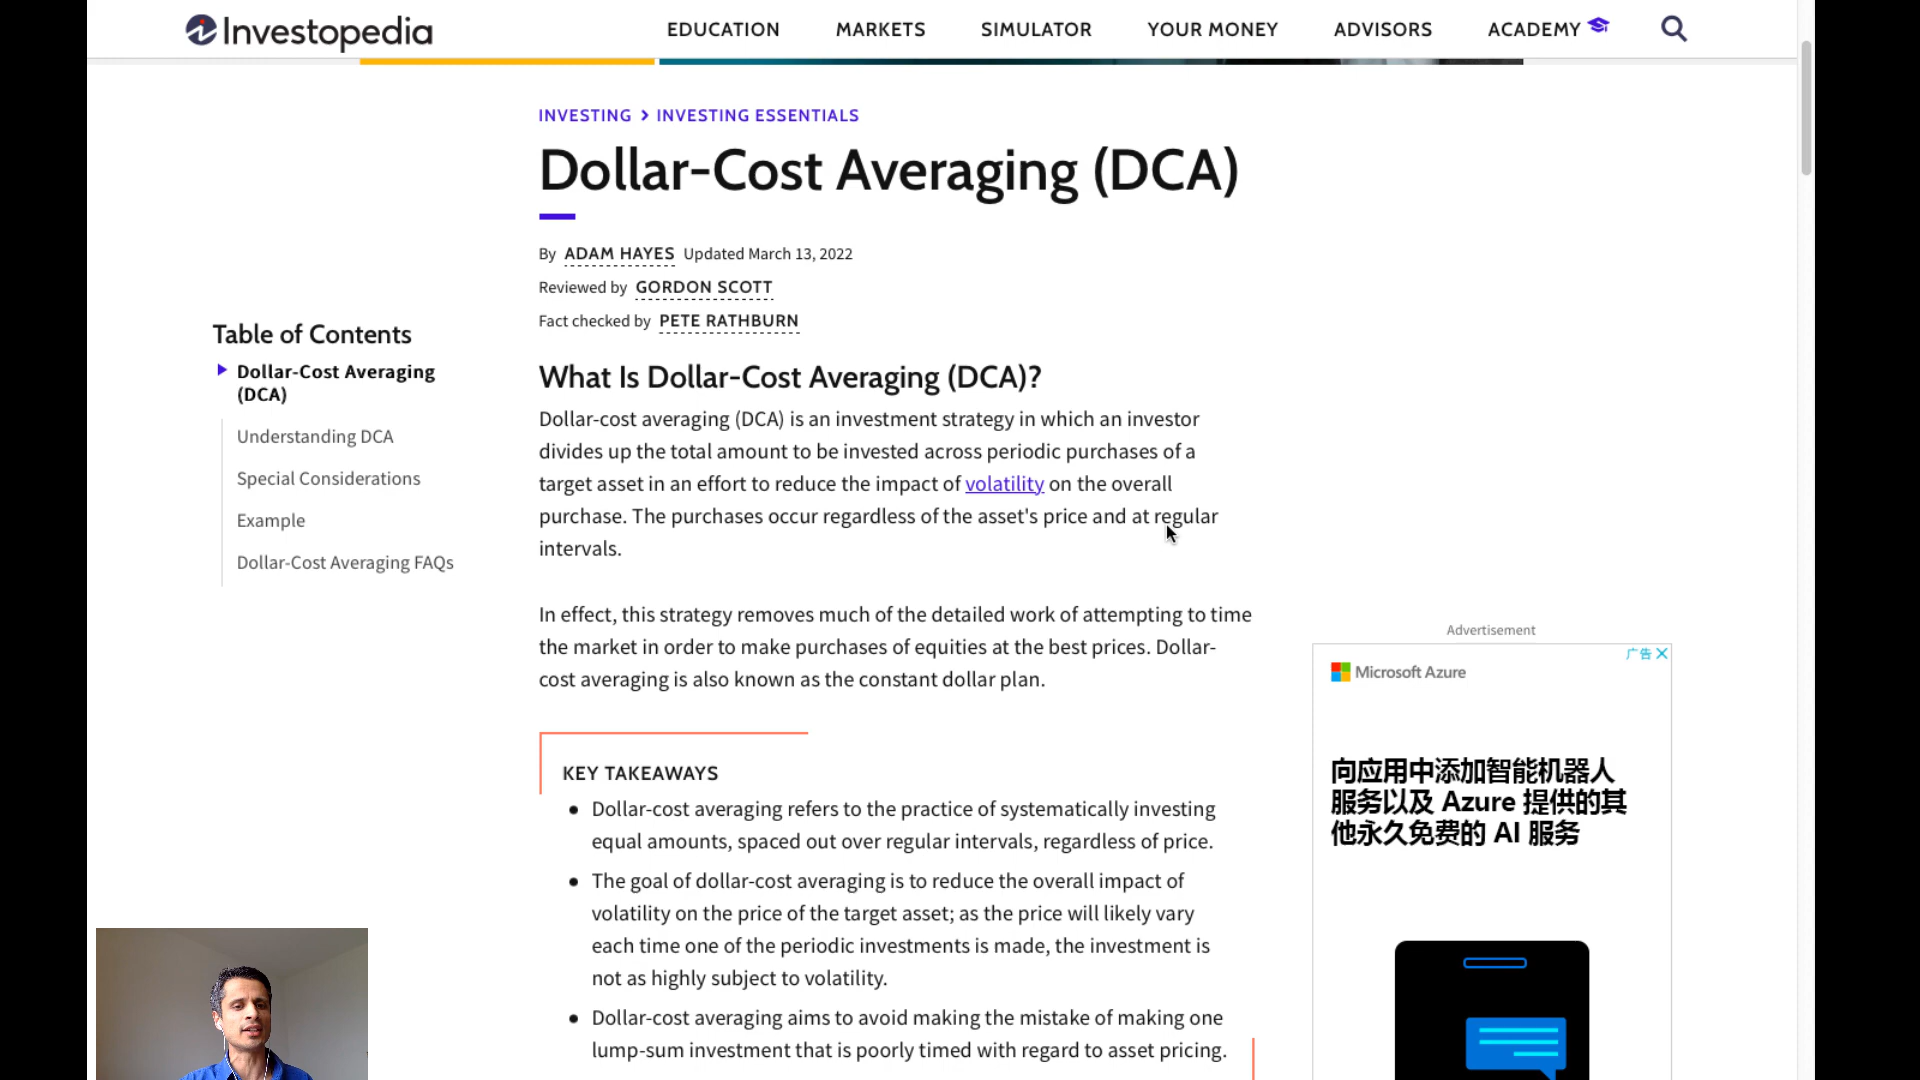 Investopedia
EDUCATION
MARKETS
SIMULATOR
YOUR MONEY
ADVISORS
ACADEMY
INVESTING > INVESTING ESSENTIALS
Dollar-Cost Averaging (DCA)
By ADAM HAYES Updated March 13, 2022
Reviewed by GORDON SCOTT
Fact checked by PETE RATHBURN
Table of Contents
Dollar-Cost Averaging
(DCA)
Understanding DCA
Special Considerations
Example
Dollar-Cost Averaging FAQs
What Is Dollar-Cost Averaging (DCA)?
Dollar-cost averaging (DCA) is an investment strategy in which an investor
divides up the total amount to be invested across periodic purchases of a
target asset in an effort to reduce the impact of volatility on the overall
purchase. The purchases occur regardless of the asset's price and at regular
intervals.
In effect, this strategy removes much of the detailed work of attempting to time
the market in order to make purchases of equities at the best prices. Dollar-
cost averaging is also known as the constant dollar plan.
KEY TAKEAWAYS
Dollar-cost averaging refers to the practice of systematically investing
equal amounts, spaced out over regular intervals, regardless of price.
The goal of dollar-cost averaging is to reduce the overall impact of
volatility on the price of the target asset; as the price will likely vary
each time one of the periodic investments is made, the investment is
not as highly subject to volatility.
Dollar-cost averaging aims to avoid making the mistake of making one
lump-sum investment that is poorly timed with regard to asset pricing.
Advertisement
广告
Microsoft Azure
向应用中添加智能机器人
服务以及 Azure 提供的其
他永久免费的 AI 服务